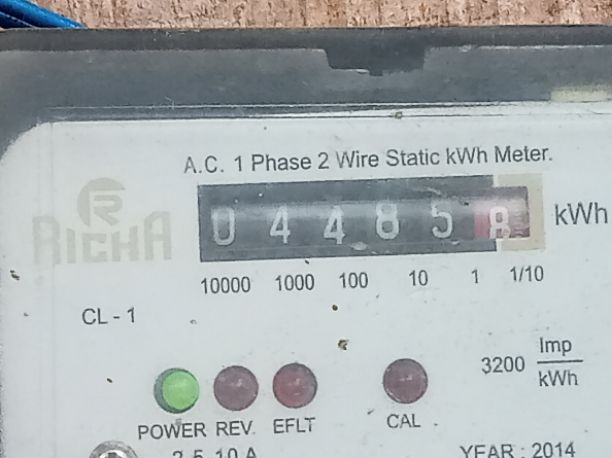 A.C. 1 Phase 2 Wire Static kWh Meter.
R
RICHA
0 4 4 8 5 8 kWh
10000 1000 100 10 1 1/10
CL - 1
3200 Imp
kWh
POWER REV. EFLT CAL
YEAR : 2014